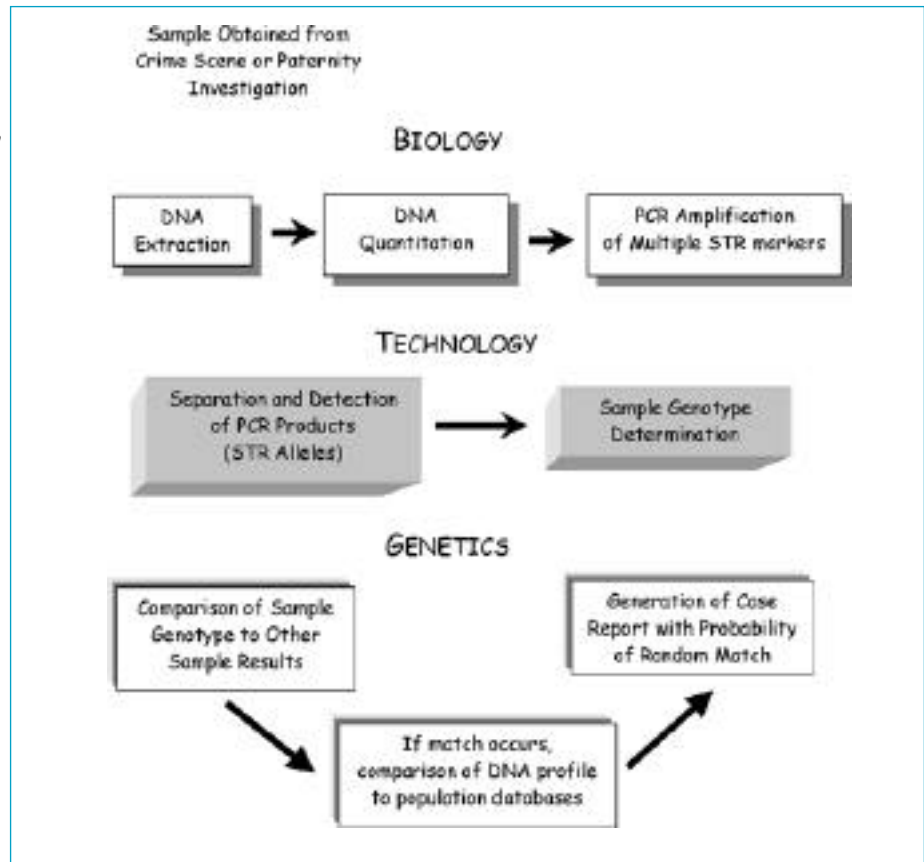 Sample Obtained from
Crime Scene or Paternity
Investigation
BIOLOGY
DNA
Extraction
DNA
Quantitation
PCR Amplification
of Multiple STR markers
TECHNOLOGY
Separation and Detection
of PCR Products
(STR Alleles)
Sample Genotype
Determination
GENETICS
Comparison of Sample
Genotype to Other
Sample Results
Generation of Case
Report with Probability
of Random Match
If match occurs,
comparison of DNA profile
to population databases